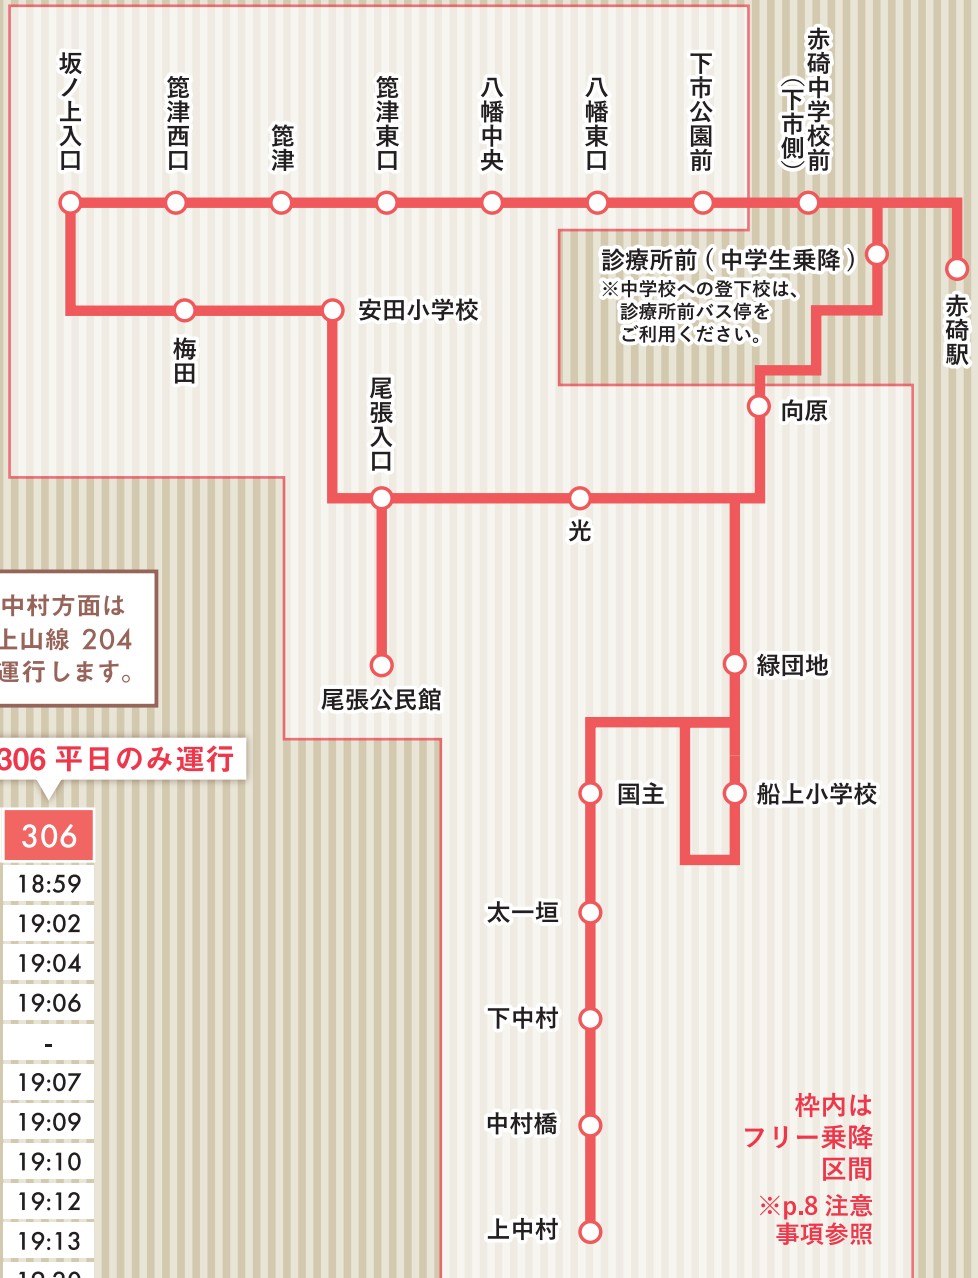 坂ノ上入口
箆津西口
箆津
箆津東口
八幡中央
八幡東口
下市公園前
赤碕中学校前
（下市側）
診療所前（中学生乗降）
※中学校への登下校は、
診療所前バス停を
ご利用ください。
赤碕駅
安田小学校
梅田
尾張入口
向原
光
中村方面は
上山線 204
運行します。
緑団地
尾張公民館
306 平日のみ運行
国主
船上小学校
306
18:59
19:02
19:04
19:06
-
19:07
19:09
19:10
19:12
19:13
太一垣
下中村
中村橋
上中村
枠内は
フリー乗降
区間
※p.8 注意
事項参照